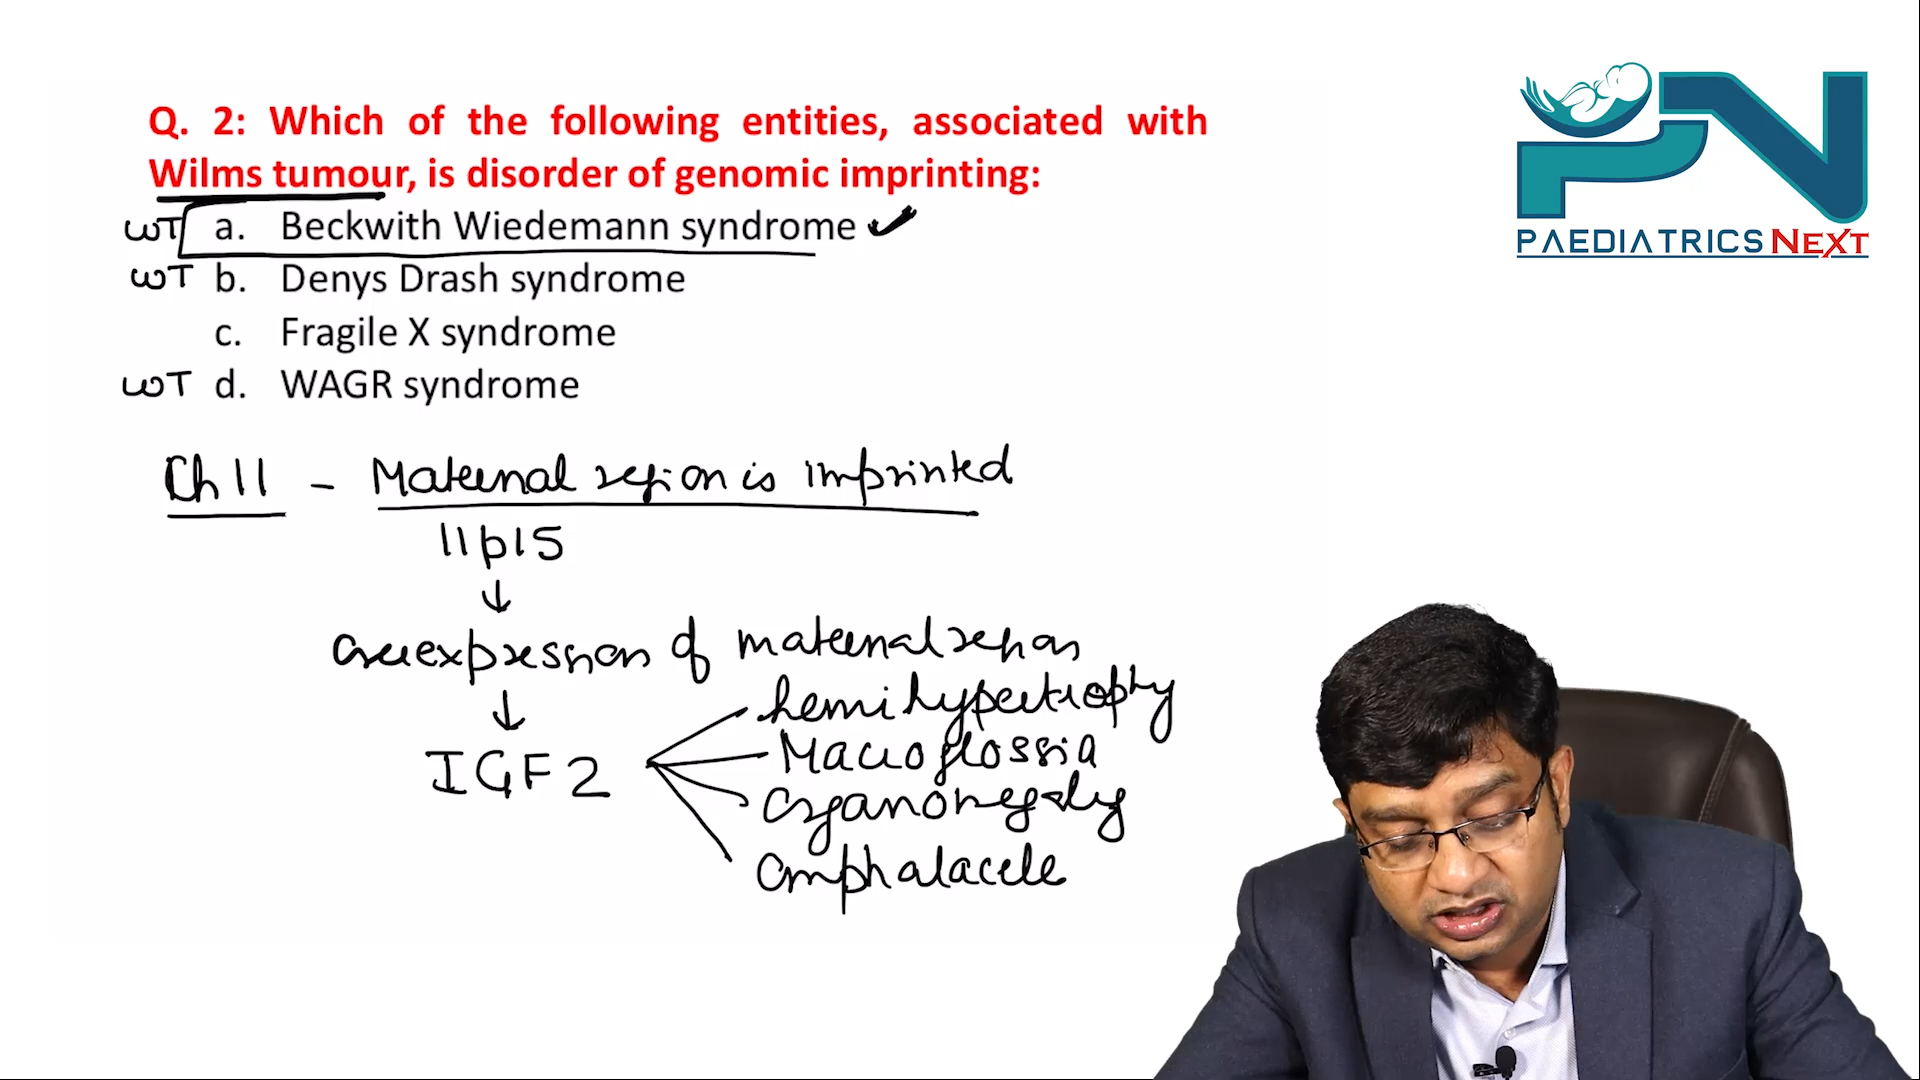 Q. 2: Which of the following entities, associated with
Wilms tumour, is disorder of genomic imprinting:
WT a. Beckwith Wiedemann syndrome ✓
WT b. Denys Drash syndrome
c. Fragile X syndrome
WT d. WAGR syndrome
PAEDIATRICS NEXT
Ch 11 - Maternal region is imprinted
11p15
↓
overexpression of maternal region
↓
IGF2
hemihypertrophy
Macroglossia
Organomegaly
omphalocele